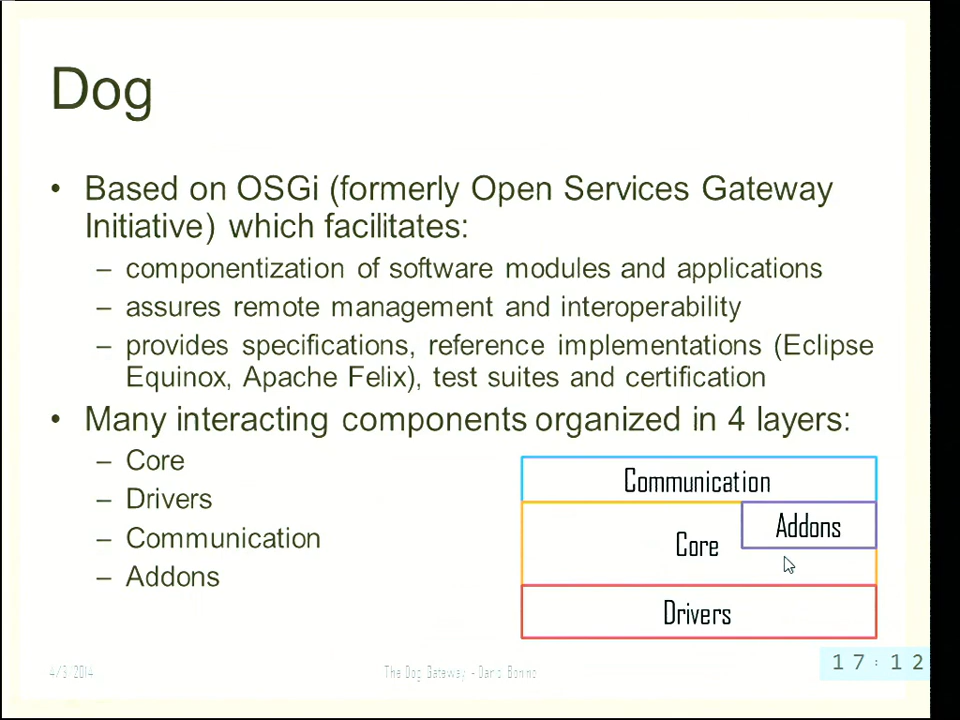 Dog
• Based on OSGi (formerly Open Services Gateway
Initiative) which facilitates:
– componentization of software modules and applications
– assures remote management and interoperability
– provides specifications, reference implementations (Eclipse
Equinox, Apache Felix), test suites and certification
• Many interacting components organized in 4 layers:
– Core
– Drivers
– Communication
– Addons
Communication
Addons
Core
Drivers
4/3/2014
The Dog Gateway - Dario Bonino
17:12